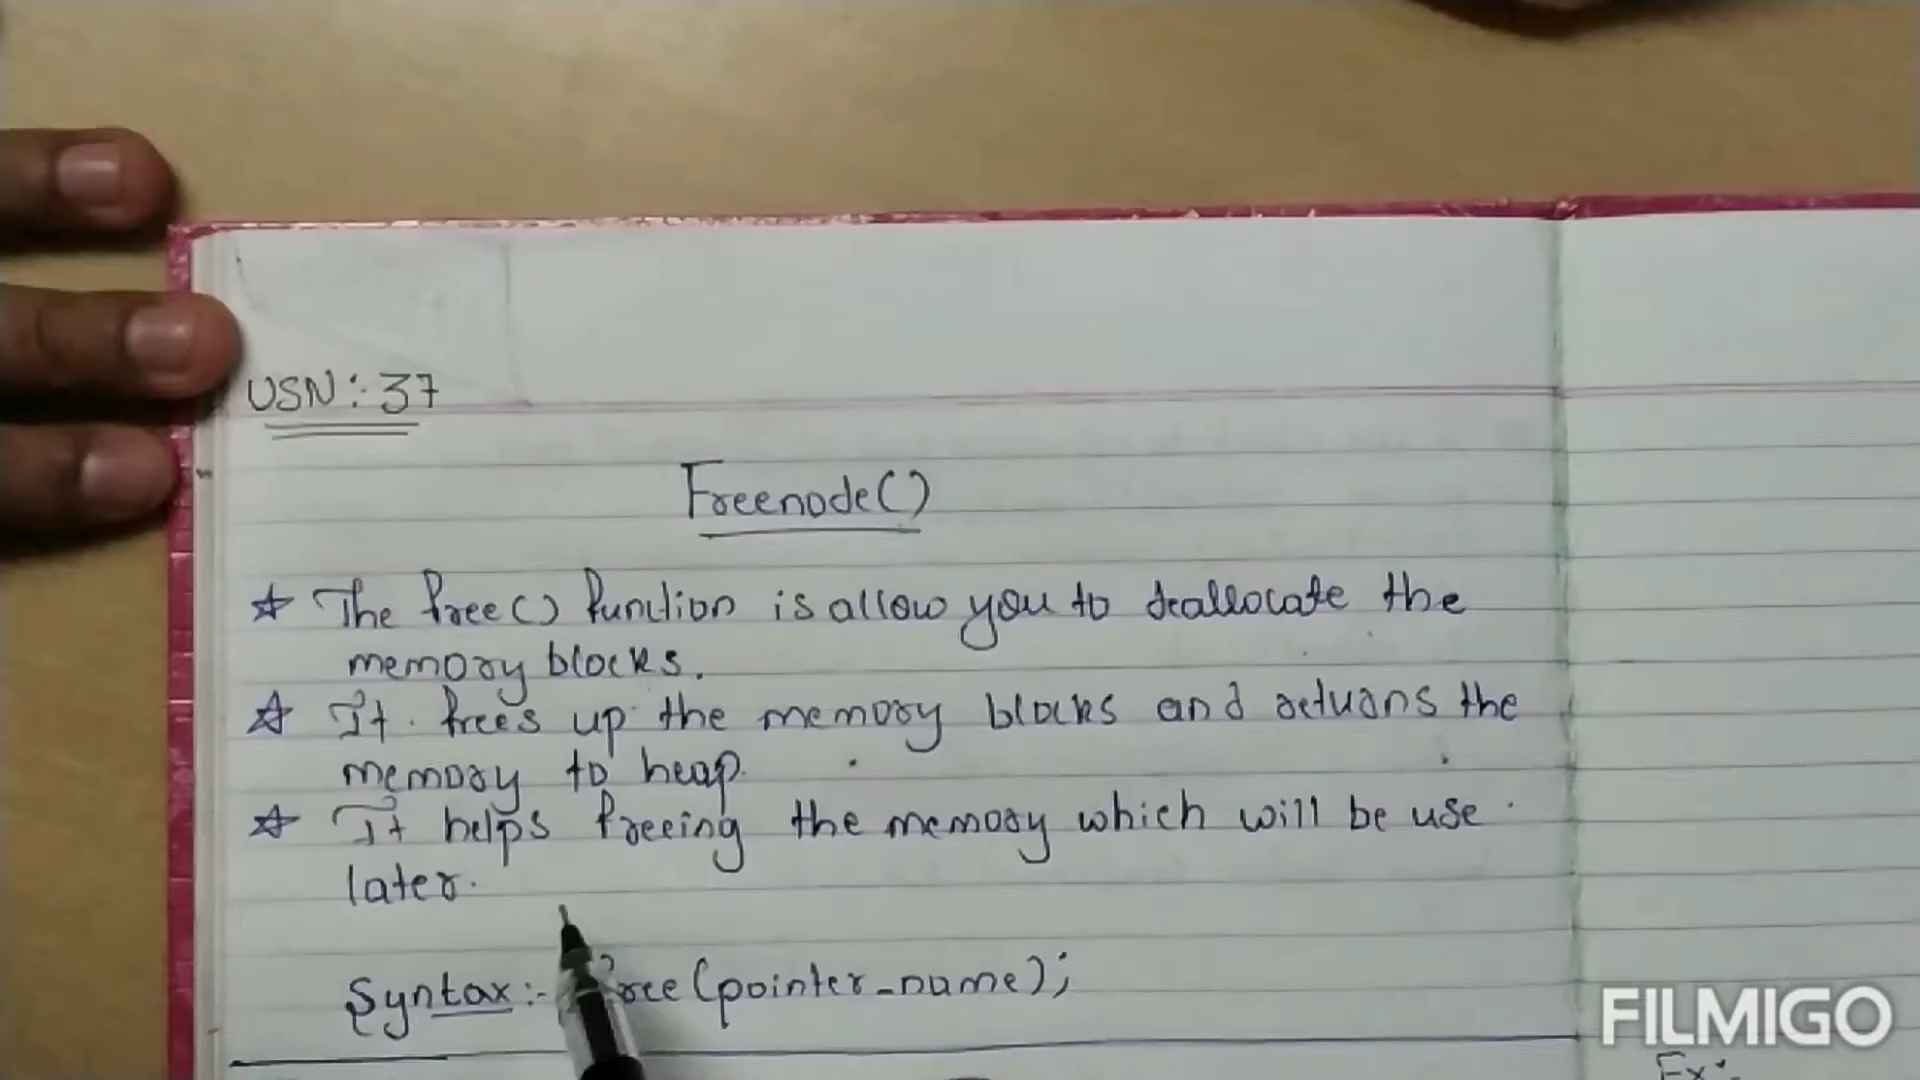 USN:- 37
Freenode()
☆ The free() function is allow you to deallocate the
memory blocks.
☆ It frees up the memory blocks and returns the
memory to heap.
☆ It helps freeing the memory which will be use
later.
Syntax:- free(pointer_name);
Ex:-
FILMIGO